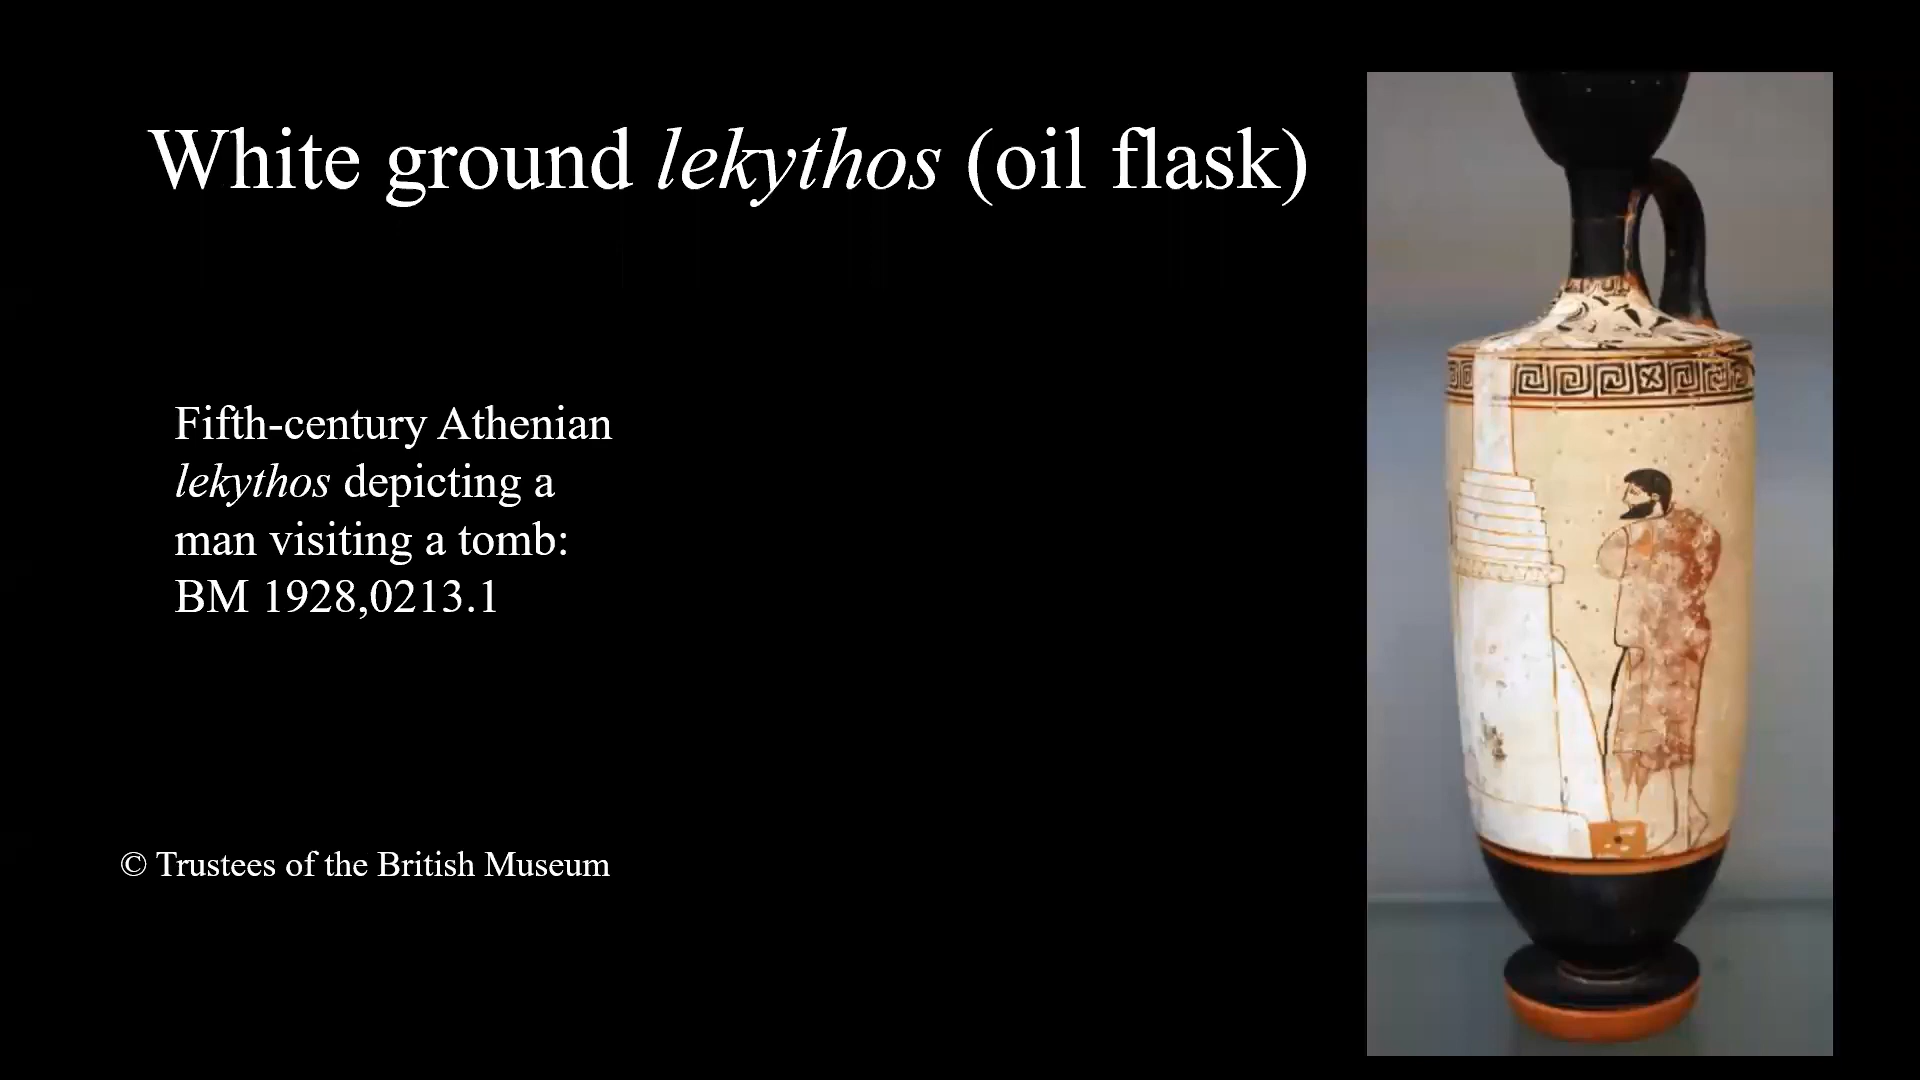 White ground lekythos (oil flask)
Fifth-century Athenian
lekythos depicting a
man visiting a tomb:
BM 1928,0213.1
© Trustees of the British Museum